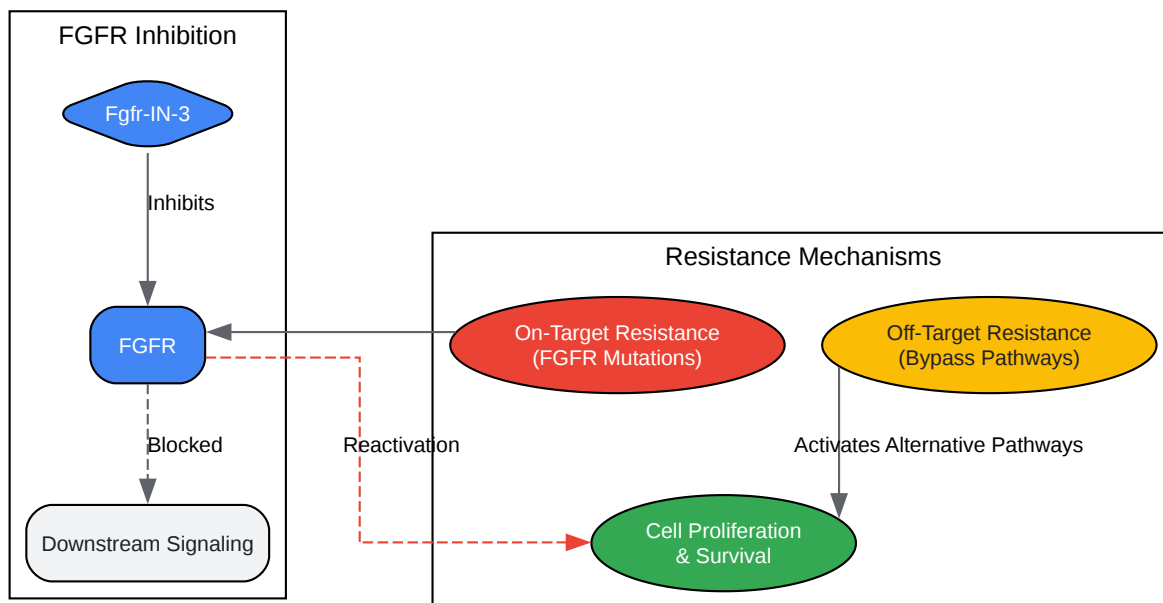 FGFR Inhibition
Fgfr-IN-3
Inhibits
FGFR
Blocked
Downstream Signaling
Resistance Mechanisms
On-Target Resistance
(FGFR Mutations)
Off-Target Resistance
(Bypass Pathways)
Reactivation
Activates Alternative Pathways
Cell Proliferation
& Survival